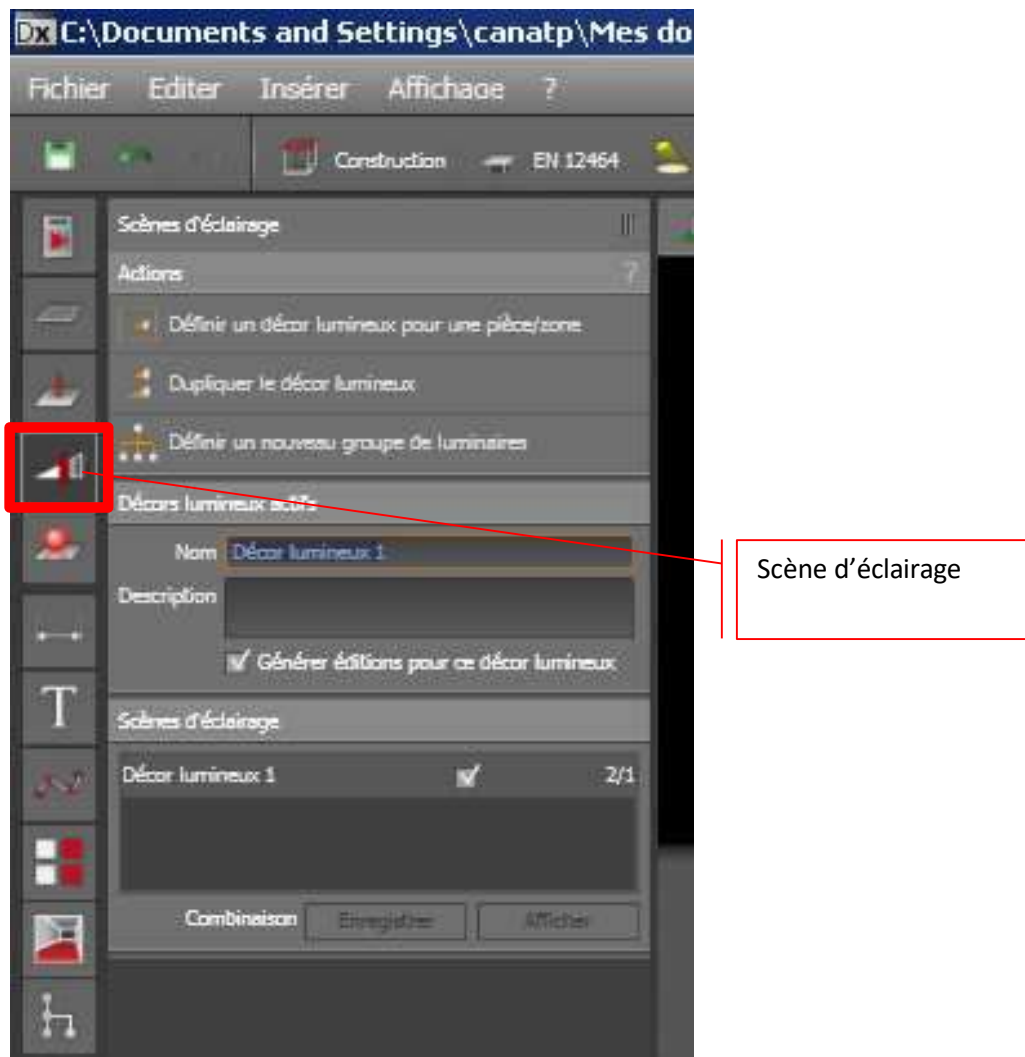 Dx C:\Documents and Settings\canatp\Mes do
Fichier Editer Insérer Affichage ?
Construction EN 12464
Scènes d'éclairage
Actions ?
Définir un décor lumineux pour une pièce/zone
Dupliquer le décor lumineux
Définir un nouveau groupe de luminaires
Décors lumineux actifs
Nom Décor lumineux 1
Description
Générer éditions pour ce décor lumineux
T
Scènes d'éclairage
Décor lumineux 1 2/1
Combinaison Enregistrer Afficher
Scène d’éclairage